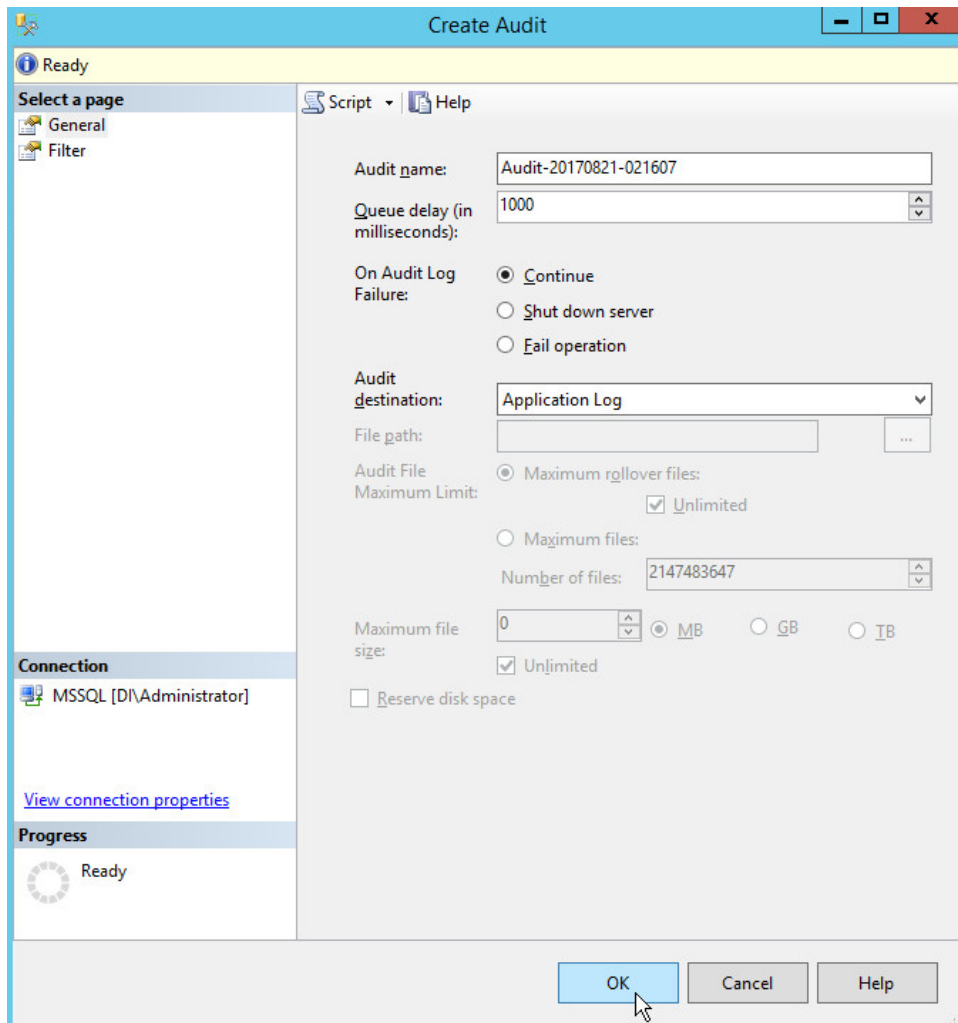 Create Audit
Ready
Select a page
General
Filter
Script
Help
Audit name:
Audit-20170821-021607
Queue delay (in
milliseconds):
1000
On Audit Log
Failure:
Continue
Shut down server
Fail operation
Audit
destination:
Application Log
File path:
...
Audit File
Maximum Limit:
Maximum rollover files:
Unlimited
Maximum files:
Number of files:
2147483647
Maximum file
size:
0
MB
GB
TB
Unlimited
Reserve disk space
Connection
MSSQL [DI\Administrator]
View connection properties
Progress
Ready
OK
Cancel
Help